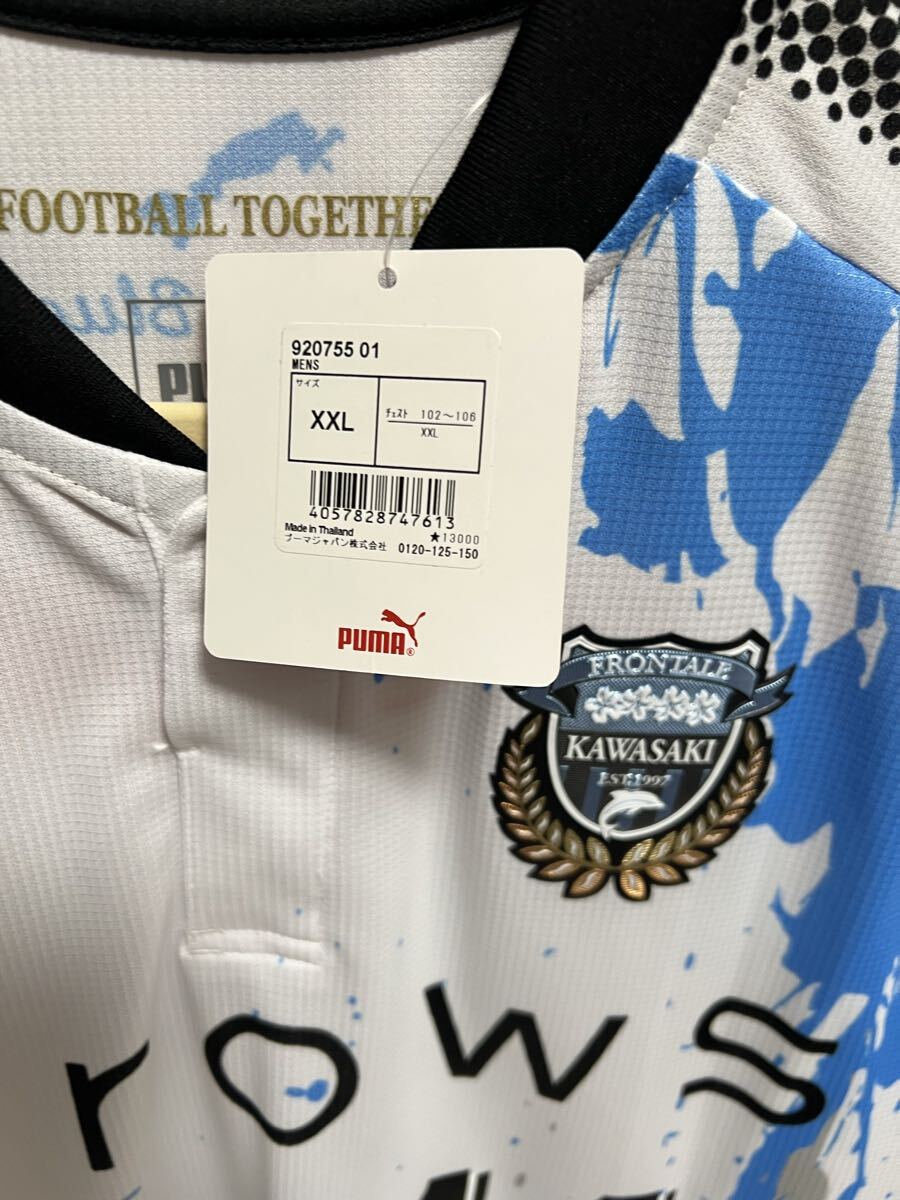 FOOTBALL TOGETHE
Blue
PU
920755 01
MENS
サイズ
XXL
チェスト 102～106
XXL
4057828747613
Made in Thailand
★13000
プーマジャパン株式会社 0120-125-150
PUMA®
FRONTALE
KAWASAKI
EST.1997
rows